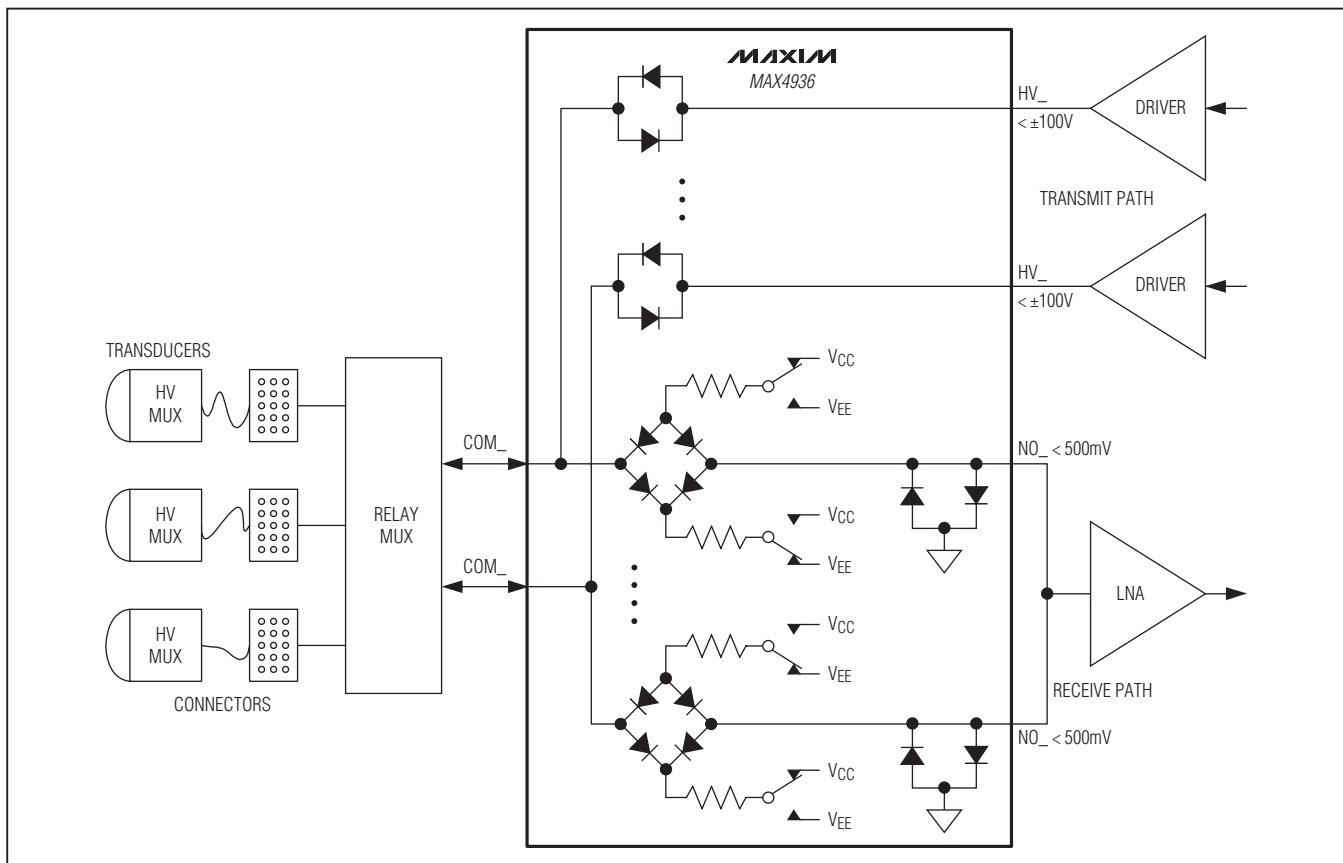 MAXIM
MAX4936
HV_
< ±100V
DRIVER
TRANSMIT PATH
HV_
< ±100V
DRIVER
TRANSDUCERS
HV
MUX
HV
MUX
HV
MUX
CONNECTORS
RELAY
MUX
COM_
COM_
VCC
VEE
VCC
VEE
NO_ < 500mV
VCC
VEE
VCC
VEE
NO_ < 500mV
LNA
RECEIVE PATH